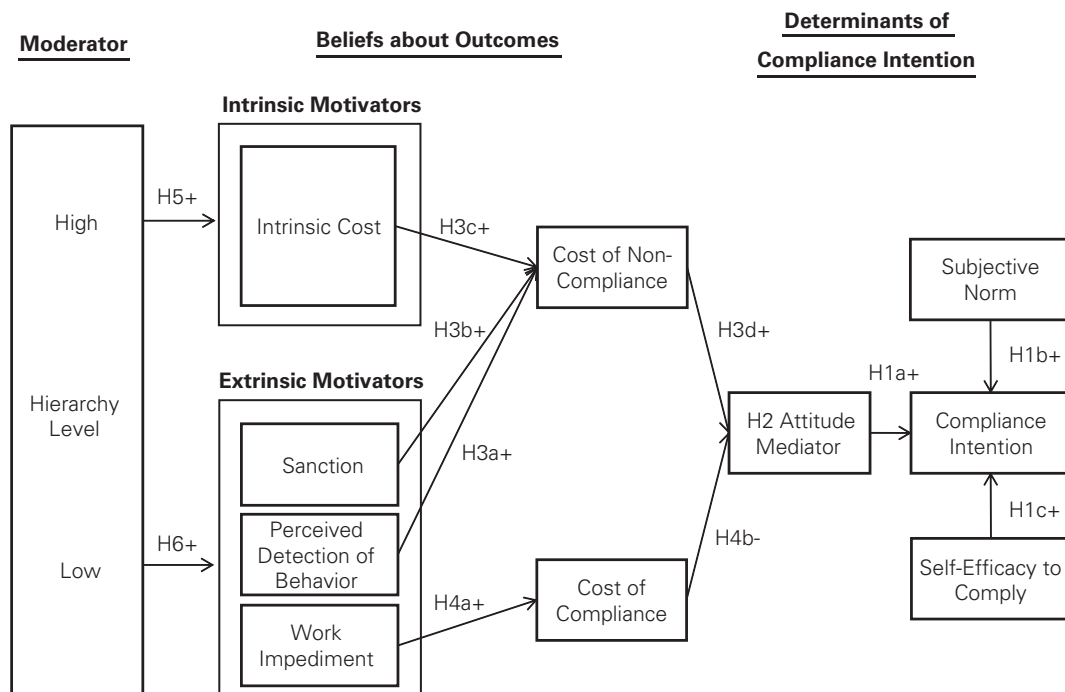 Moderator
Beliefs about Outcomes
Determinants of
Compliance Intention
Intrinsic Motivators
High
H5+
Intrinsic Cost
H3c+
Cost of Non-
Compliance
Subjective
Norm
H3b+
H3d+
H1b+
Extrinsic Motivators
H1a+
Hierarchy
Level
Sanction
H3a+
H2 Attitude
Mediator
Compliance
Intention
H1c+
Low
H6+
Perceived
Detection of
Behavior
H4b-
H4a+
Cost of
Compliance
Self-Efficacy to
Comply
Work
Impediment